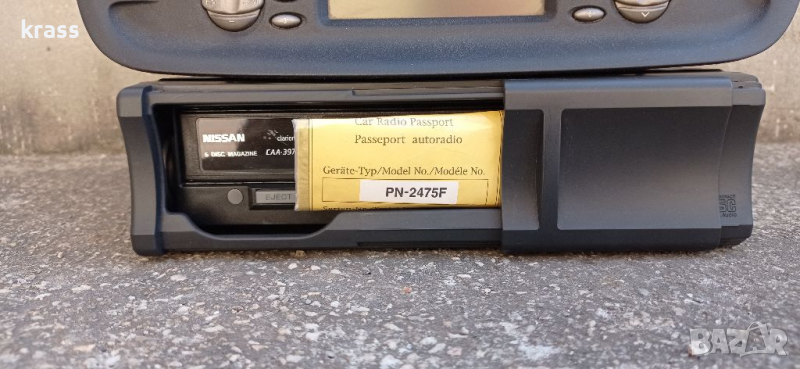 krass
NISSAN
clarion
6 DISC MAGAZINE
CAA-397
EJECT
Car Radio Passport
Passeport autoradio
Geräte-Typ/Model No./Modéle No.
PN-2475F
BAZAR